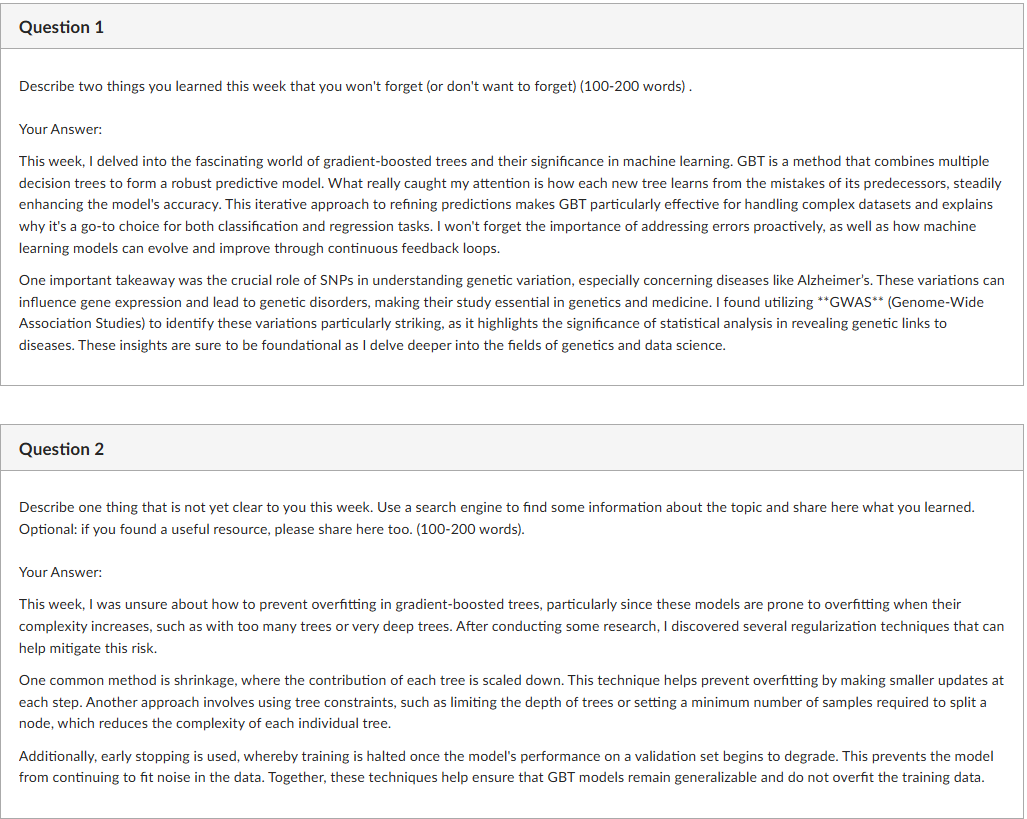 Question 1
Describe two things you learned this week that you won't forget (or don't want to forget) (100-200 words) .
Your Answer:
This week, I delved into the fascinating world of gradient-boosted trees and their significance in machine learning. GBT is a method that combines multiple
decision trees to form a robust predictive model. What really caught my attention is how each new tree learns from the mistakes of its predecessors, steadily
enhancing the model's accuracy. This iterative approach to refining predictions makes GBT particularly effective for handling complex datasets and explains
why it's a go-to choice for both classification and regression tasks. I won't forget the importance of addressing errors proactively, as well as how machine
learning models can evolve and improve through continuous feedback loops.
One important takeaway was the crucial role of SNPs in understanding genetic variation, especially concerning diseases like Alzheimer's. These variations can
influence gene expression and lead to genetic disorders, making their study essential in genetics and medicine. I found utilizing **GWAS** (Genome-Wide
Association Studies) to identify these variations particularly striking, as it highlights the significance of statistical analysis in revealing genetic links to
diseases. These insights are sure to be foundational as I delve deeper into the fields of genetics and data science.
Question 2
Describe one thing that is not yet clear to you this week. Use a search engine to find some information about the topic and share here what you learned.
Optional: if you found a useful resource, please share here too. (100-200 words).
Your Answer:
This week, I was unsure about how to prevent overfitting in gradient-boosted trees, particularly since these models are prone to overfitting when their
complexity increases, such as with too many trees or very deep trees. After conducting some research, I discovered several regularization techniques that can
help mitigate this risk.
One common method is shrinkage, where the contribution of each tree is scaled down. This technique helps prevent overfitting by making smaller updates at
each step. Another approach involves using tree constraints, such as limiting the depth of trees or setting a minimum number of samples required to split a
node, which reduces the complexity of each individual tree.
Additionally, early stopping is used, whereby training is halted once the model's performance on a validation set begins to degrade. This prevents the model
from continuing to fit noise in the data. Together, these techniques help ensure that GBT models remain generalizable and do not overfit the training data.